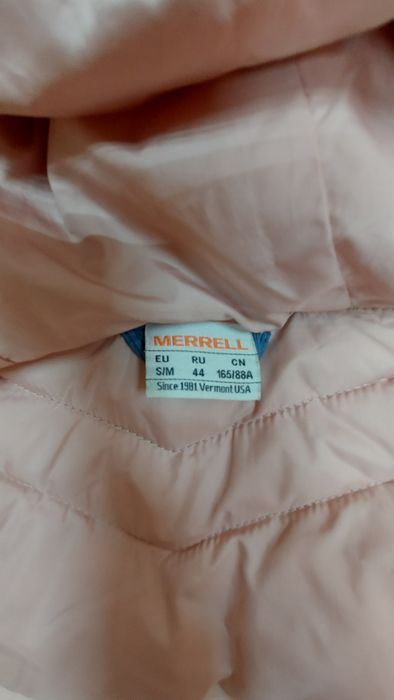 MERRELL
EU RU CN
S/M 44 165/88A
Since 1981 Vermont USA